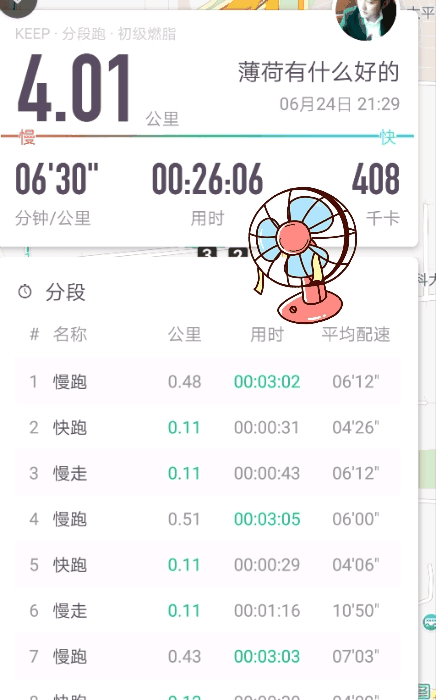 KEEP · 分段跑 · 初级燃脂
4.01 公里
薄荷有什么好的
06月24日 21:29
慢 快
06'30" 00:26:06 408
分钟/公里 用时 千卡
3 2
分段
# 名称 公里 用时 平均配速
1 慢跑 0.48 00:03:02 06'12"
2 快跑 0.11 00:00:31 04'26"
3 慢走 0.11 00:00:43 06'12"
4 慢跑 0.51 00:03:05 06'00"
5 快跑 0.11 00:00:29 04'06"
6 慢走 0.11 00:01:16 10'50"
7 慢跑 0.43 00:03:03 07'03"